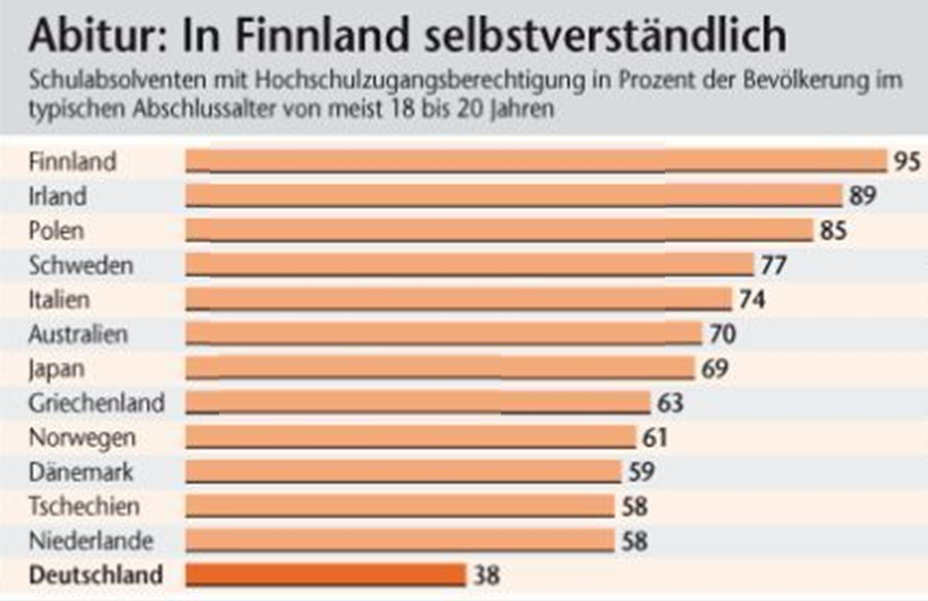 Abitur: In Finnland selbstverständlich
Schulabsolventen mit Hochschulzugangsberechtigung in Prozent der Bevölkerung im
typischen Abschlussalter von meist 18 bis 20 Jahren
Finnland 95
Irland 89
Polen 85
Schweden 77
Italien 74
Australien 70
Japan 69
Griechenland 63
Norwegen 61
Dänemark 59
Tschechien 58
Niederlande 58
Deutschland 38